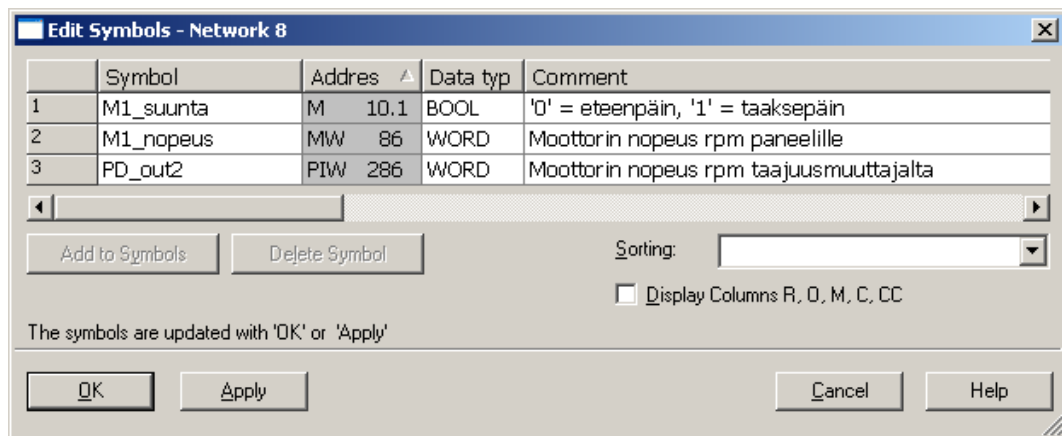 Edit Symbols - Network 8
Symbol Addres Data typ Comment
1 M1_suunta M 10.1 BOOL '0' = eteenpäin, '1' = taaksepäin
2 M1_nopeus MW 86 WORD Moottorin nopeus rpm paneelille
3 PD_out2 PIW 286 WORD Moottorin nopeus rpm taajuusmuuttajalta
Add to Symbols Delete Symbol Sorting:
Display Columns R, O, M, C, CC
The symbols are updated with 'OK' or 'Apply'
OK Apply Cancel Help